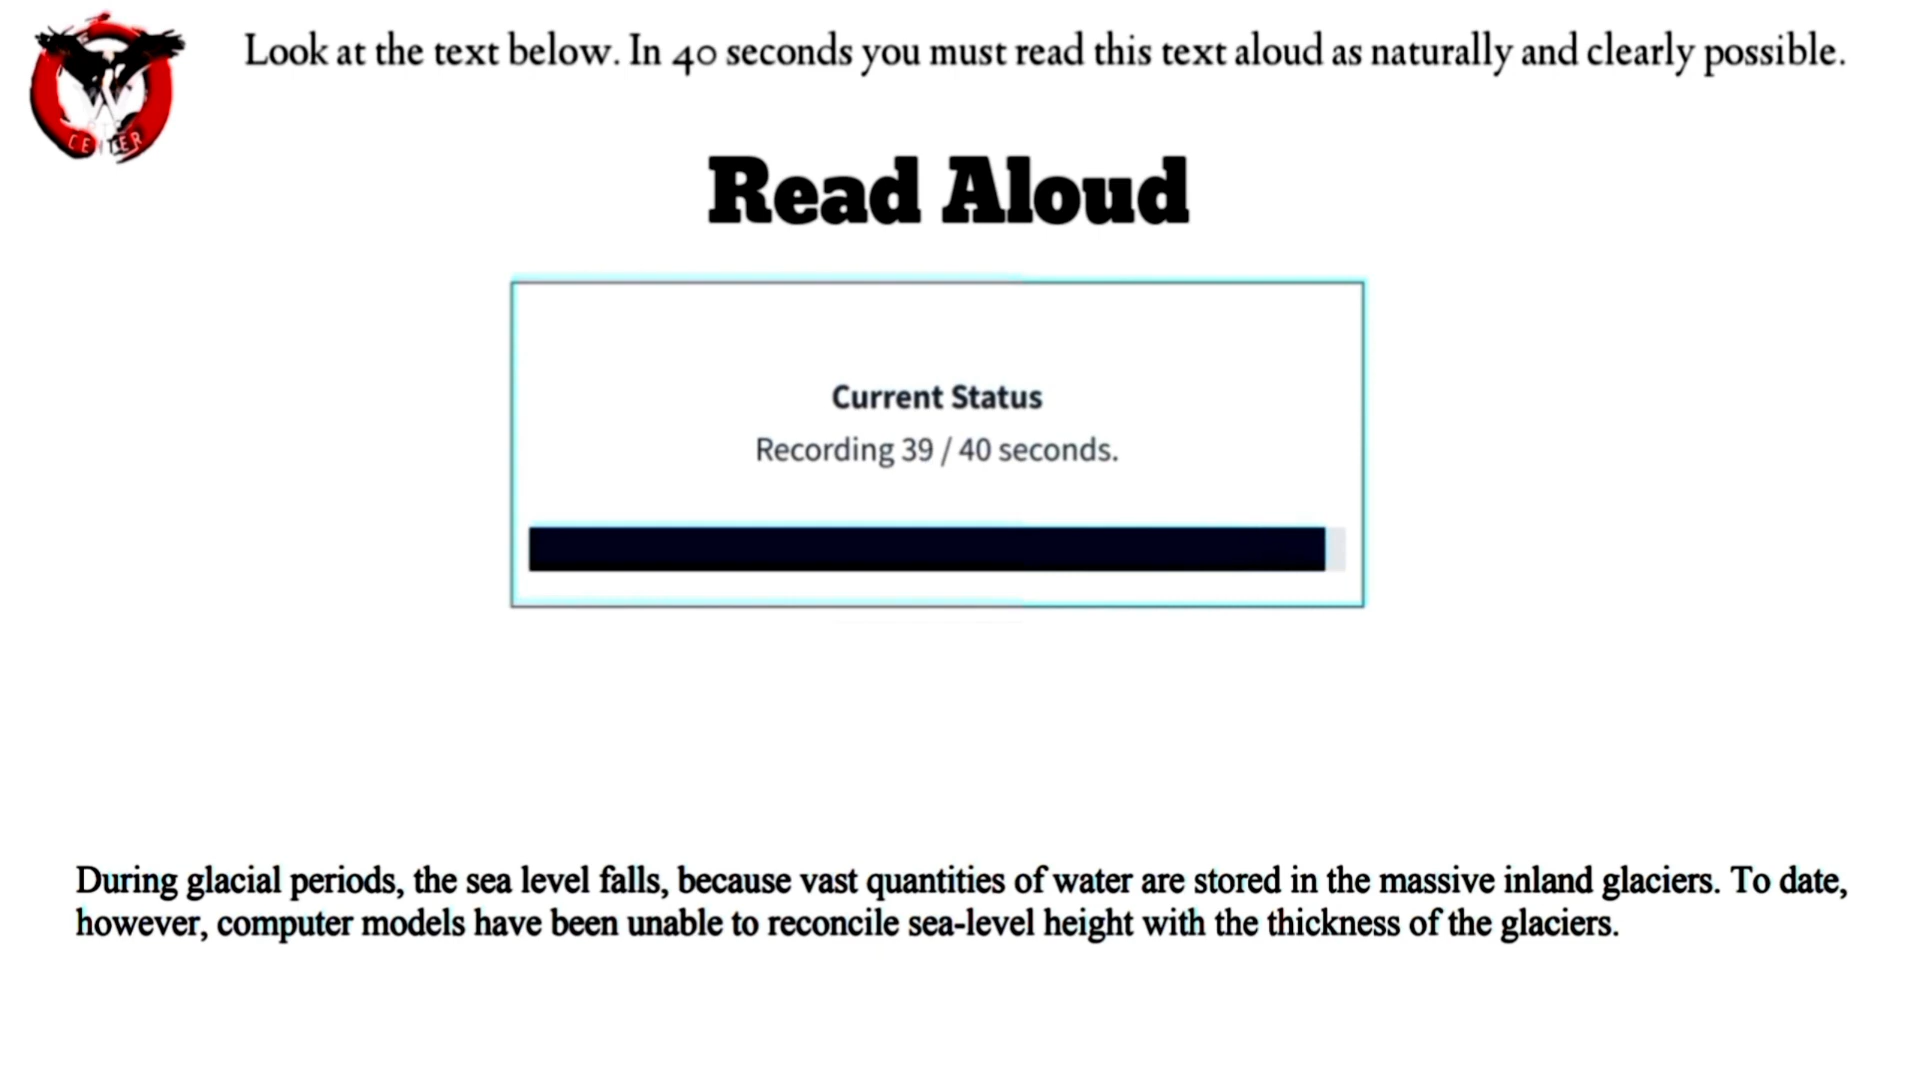 Look at the text below. In 40 seconds you must read this text aloud as naturally and clearly possible.
CENTER
Read Aloud
Current Status
Recording 39 / 40 seconds.
During glacial periods, the sea level falls, because vast quantities of water are stored in the massive inland glaciers. To date,
however, computer models have been unable to reconcile sea-level height with the thickness of the glaciers.